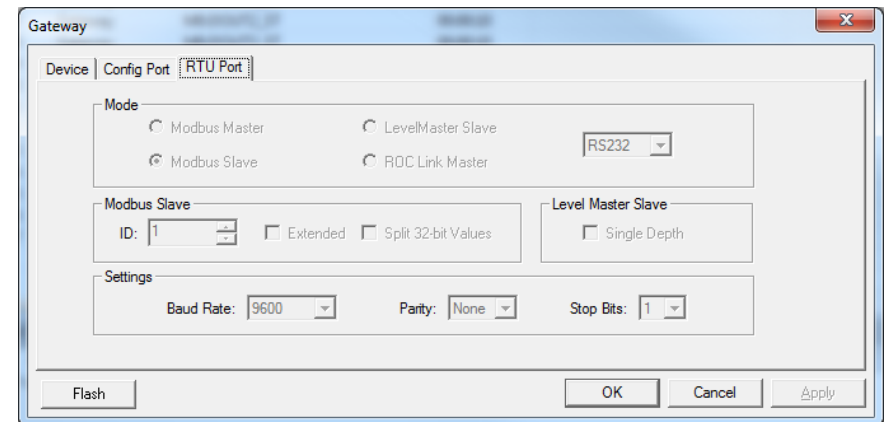 Gateway
Device Config Port RTU Port
Mode
Modbus Master LevelMaster Slave RS232
Modbus Slave ROC Link Master
Modbus Slave Level Master Slave
ID: 1 Extended Split 32-bit Values Single Depth
Settings
Baud Rate: 9600 Parity: None Stop Bits: 1
Flash OK Cancel Apply